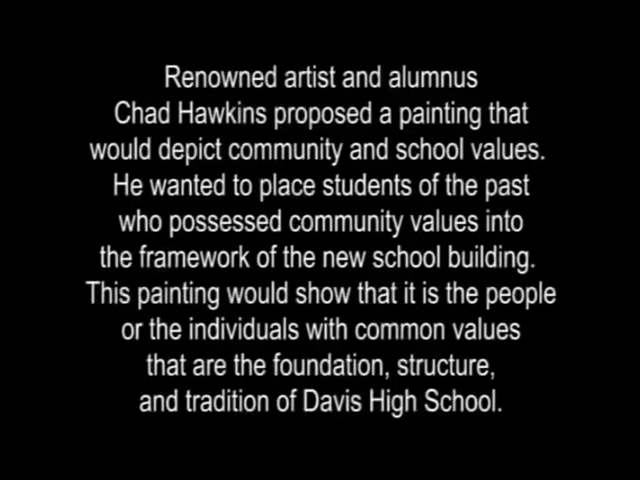 Renowned artist and alumnus
Chad Hawkins proposed a painting that
would depict community and school values.
He wanted to place students of the past
who possessed community values into
the framework of the new school building.
This painting would show that it is the people
or the individuals with common values
that are the foundation, structure,
and tradition of Davis High School.